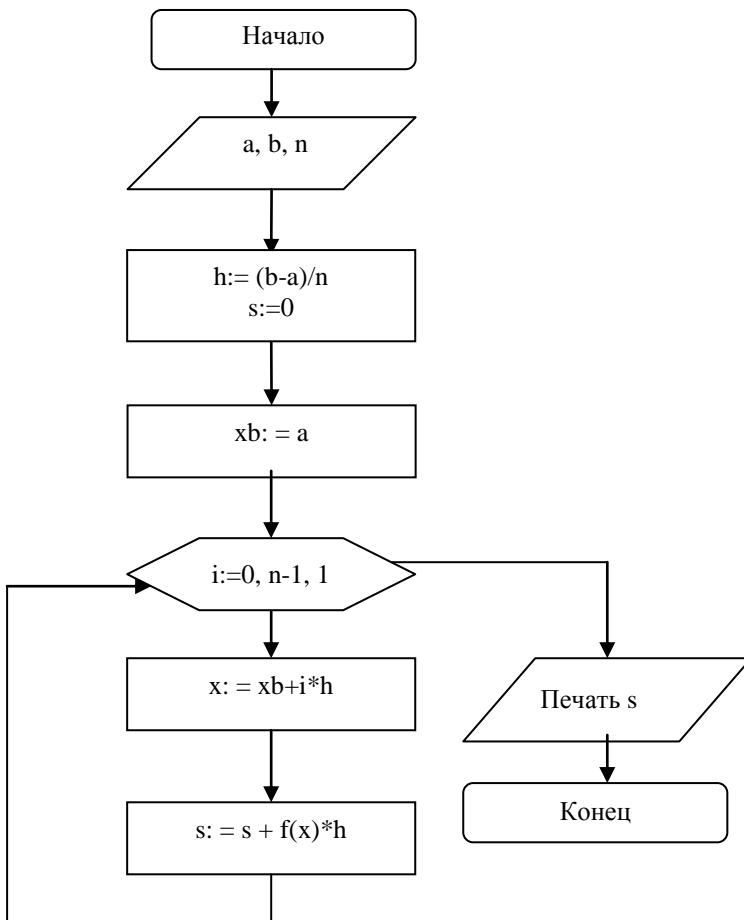 Начало
a, b, n
h:= (b-a)/n
s:=0
xb: = a
i:=0, n-1, 1
x: = xb+i*h
s: = s + f(x)*h
Печать s
Конец